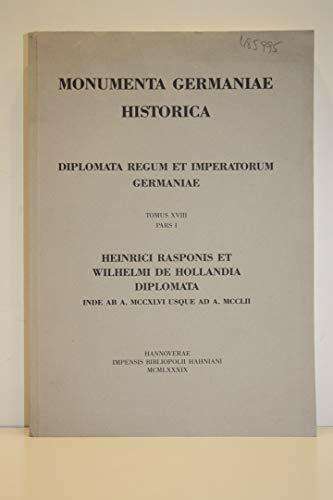 485995
MONUMENTA GERMANIAE
HISTORICA
DIPLOMATA REGUM ET IMPERATORUM
GERMANIAE
TOMUS XVIII
PARS I
HEINRICI RASPONIS ET
WILHELMI DE HOLLANDIA
DIPLOMATA
INDE AB A. MCCXLVI USQUE AD A. MCCLII
HANNOVERAE
IMPENSIS BIBLIOPOLII HAHNIANI
MCMLXXXIX